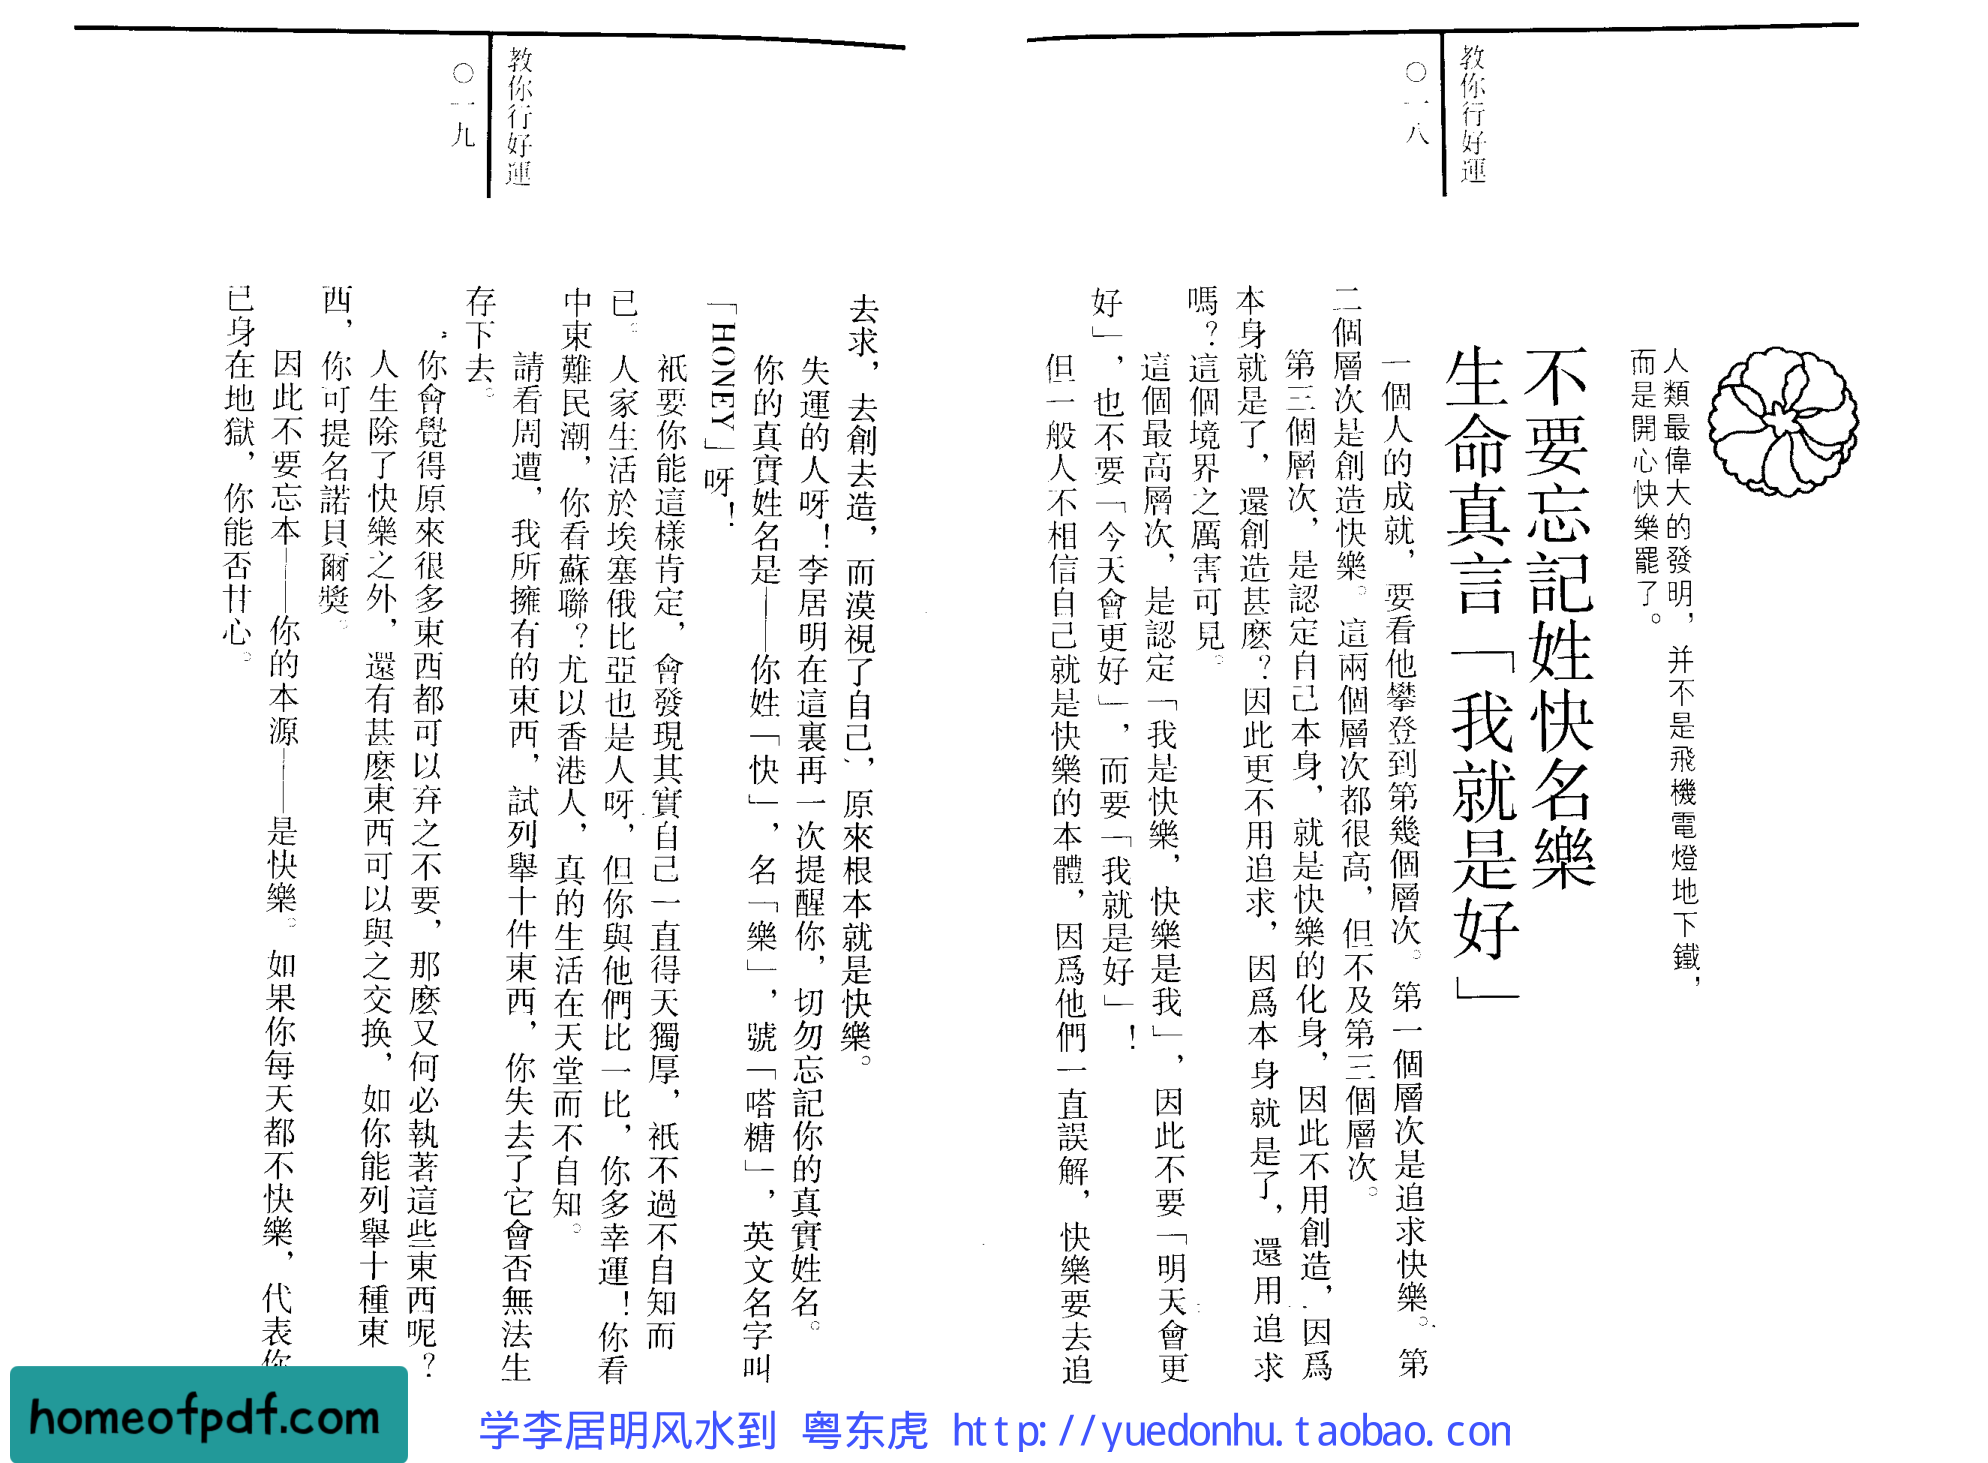 教你行好運
○一八
人類最偉大的發明，并不是飛機電燈地下鐵，
而是開心快樂罷了。
不要忘記姓快名樂
生命真言「我就是好」
一個人的成就，要看他攀登到第幾個層次。第一個層次是追求快樂。第
二個層次是創造快樂。這兩個層次都很高，但不及第三個層次。
第三個層次，是認定自己本身，就是快樂的化身，因此不用創造，因爲
本身就是了，還創造甚麽？因此更不用追求，因爲本身就是了，還用追求
嗎？這個境界之厲害可見。
這個最高層次，是認定「我是快樂，快樂是我」，因此不要「明天會更
好」，也不要「今天會更好」，而要「我就是好」！
但一般人不相信自己就是快樂的本體，因爲他們一直誤解，快樂要去追
教你行好運
○一九
去求，去創去造，而漠視了自己，原來根本就是快樂。
失運的人呀！李居明在這裏再一次提醒你，切勿忘記你的真實姓名。
你的真實姓名是——你姓「快」，名「樂」，號「嗒糖」，英文名字叫
「HONEY」呀！
衹要你能這樣肯定，會發現其實自己一直得天獨厚，衹不過不自知而
已。人家生活於埃塞俄比亞也是人呀，但你與他們比一比，你多幸運！你看
中東難民潮，你看蘇聯？尤以香港人，真的生活在天堂而不自知。
請看周遭，我所擁有的東西，試列舉十件東西，你失去了它會否無法生
存下去。
你會覺得原來很多東西都可以弃之不要，那麽又何必執著這些東西呢？
人生除了快樂之外，還有甚麽東西可以與之交换，如你能列舉十種東
西，你可提名諾貝爾獎。
因此不要忘本——你的本源——是快樂。如果你每天都不快樂，代表你
已身在地獄，你能否甘心。
homeofpdf.com
学李居明风水到 粤东虎 http://yuedonhu.taobao.con